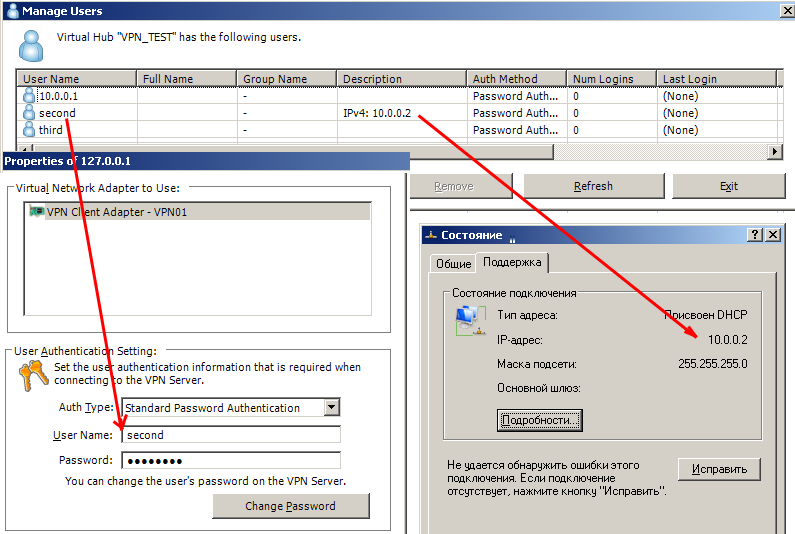 Manage Users
Virtual Hub "VPN_TEST" has the following users.
User Name Full Name Group Name Description Auth Method Num Logins Last Login
10.0.0.1 - Password Auth... 0 (None)
second - IPv4: 10.0.0.2 Password Auth... 0 (None)
third - Password Auth... 0 (None)
Remove Refresh Exit
Properties of 127.0.0.1
Virtual Network Adapter to Use:
VPN Client Adapter - VPN01
User Authentication Setting:
Set the user authentication information that is required when
connecting to the VPN Server.
Auth Type: Standard Password Authentication
User Name: second
Password: ●●●●●●●●
You can change the user's password on the VPN Server.
Change Password
Состояние
Общие Поддержка
Состояние подключения
Тип адреса: Присвоен DHCP
IP-адрес: 10.0.0.2
Маска подсети: 255.255.255.0
Основной шлюз:
Подробности...
Не удается обнаружить ошибки этого
подключения. Если подключение
отсутствует, нажмите кнопку "Исправить".
Исправить